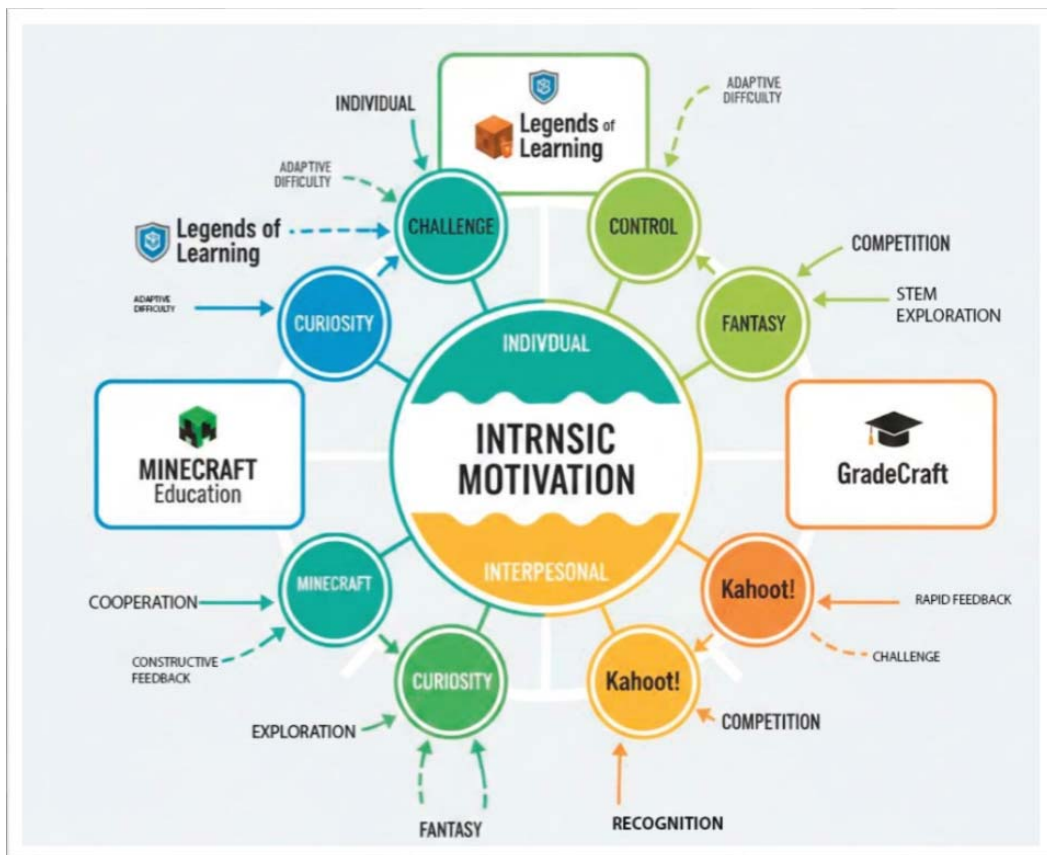 INDIVIDUAL
Legends of
Learning
ADAPTIVE
DIFFCULTY
ADAPTIVE
DIFFICULTY
CHALLENGE
CONTROL
Legends of
Learning
COMPETITION
ADAPTIVE
DIFFICULTY
CURIOSITY
FANTASY
STEM
EXPLORATION
INDIVDUAL
INTRNSIC
MOTIVATION
MINECRAFT
Education
GradeCraft
INTERPESONAL
MINECRAFT
Kahoot!
COOPERATION
RAPID FEEDBACK
CONSTRUCTIVE
FEEDBACK
CHALLENGE
CURIOSITY
Kahoot!
EXPLORATION
COMPETITION
FANTASY
RECOGNITION